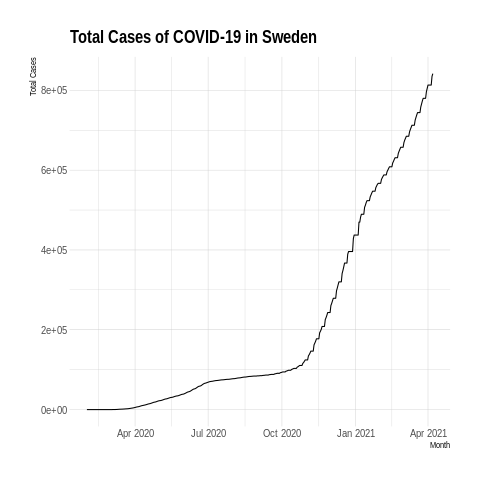 Total Cases of COVID-19 in Sweden
Total Cases
8e+05
6e+05
4e+05
2e+05
0e+00
Apr 2020 Jul 2020 Oct 2020 Jan 2021 Apr 2021
Month